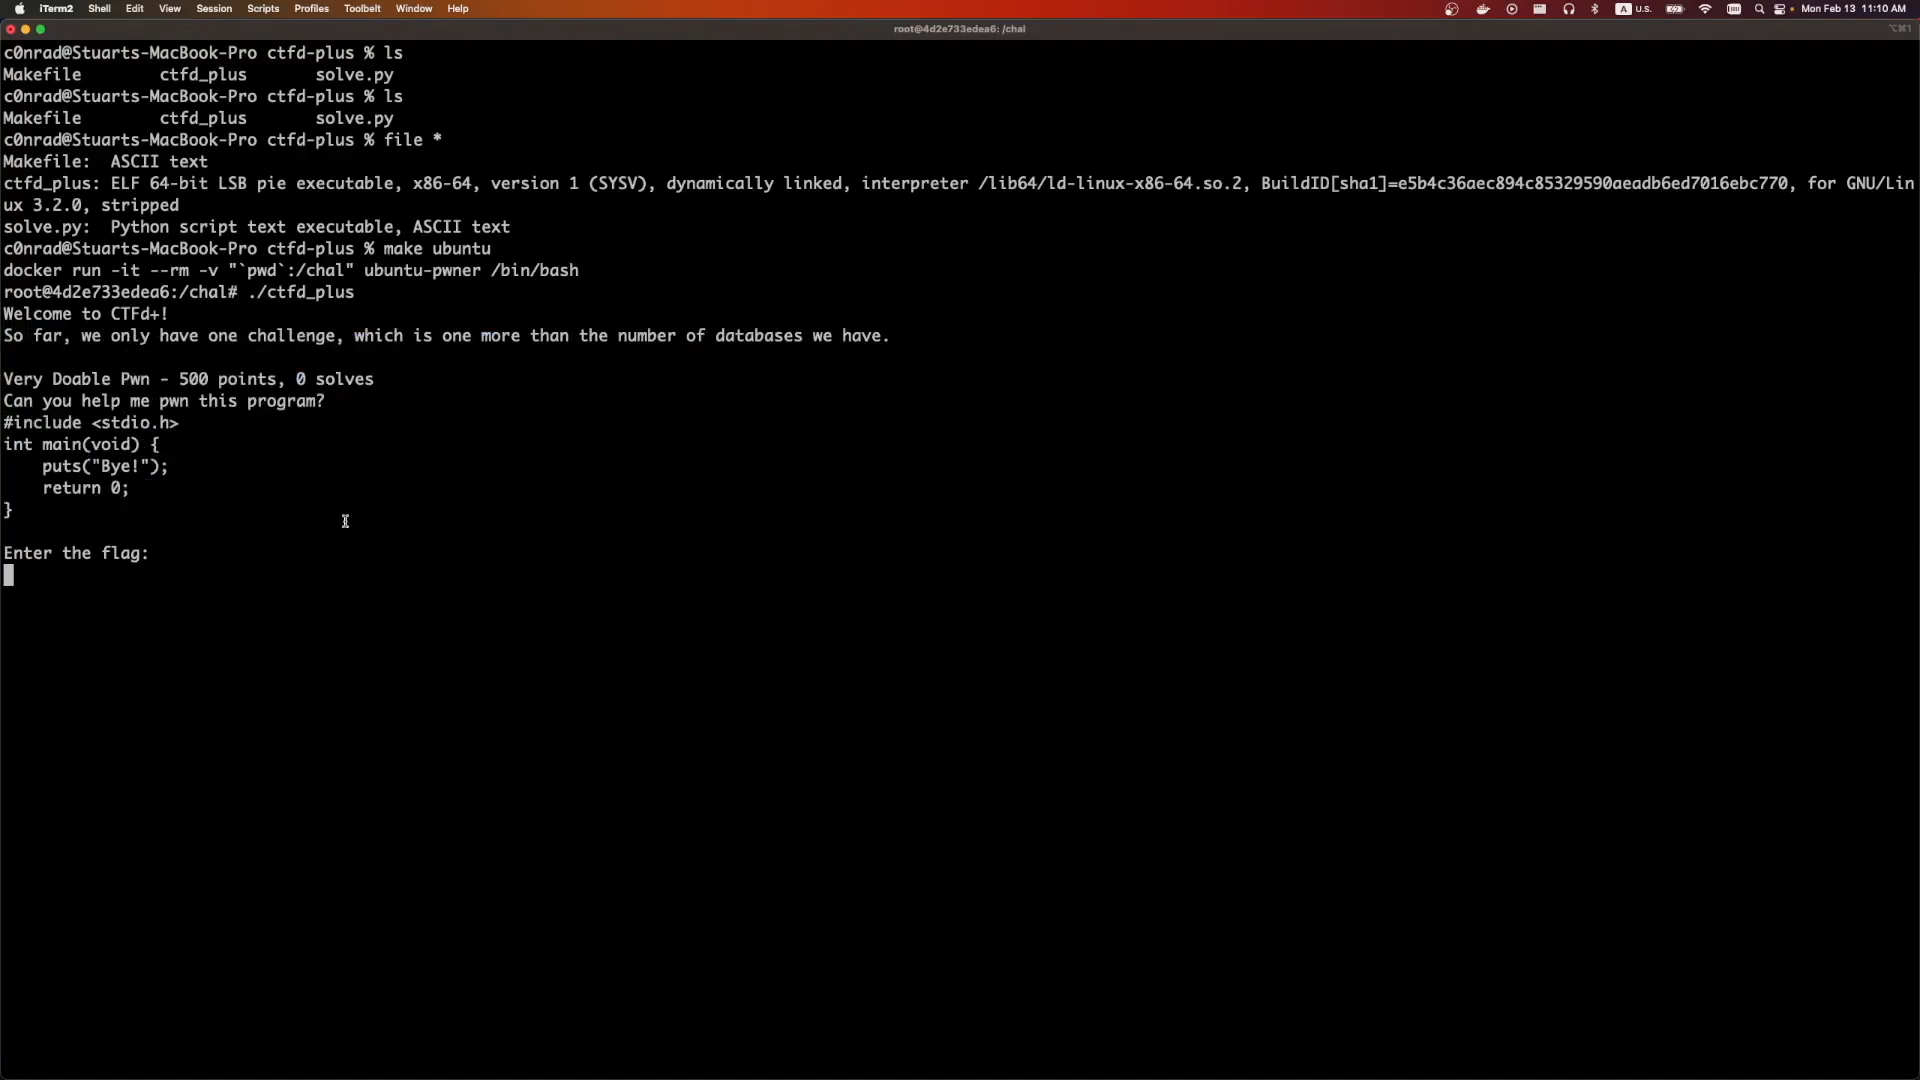 iTerm2 Shell Edit View Session Scripts Profiles Toolbelt Window Help A U.S. Mon Feb 13 11:10 AM
root@4d2e733edea6: /chal ⌥⌘1
c0nrad@Stuarts-MacBook-Pro ctfd-plus % ls
Makefile ctfd_plus solve.py
c0nrad@Stuarts-MacBook-Pro ctfd-plus % ls
Makefile ctfd_plus solve.py
c0nrad@Stuarts-MacBook-Pro ctfd-plus % file *
Makefile: ASCII text
ctfd_plus: ELF 64-bit LSB pie executable, x86-64, version 1 (SYSV), dynamically linked, interpreter /lib64/ld-linux-x86-64.so.2, BuildID[sha1]=e5b4c36aec894c85329590aeadb6ed7016ebc770, for GNU/Lin
ux 3.2.0, stripped
solve.py: Python script text executable, ASCII text
c0nrad@Stuarts-MacBook-Pro ctfd-plus % make ubuntu
docker run -it --rm -v "`pwd`:/chal" ubuntu-pwner /bin/bash
root@4d2e733edea6:/chal# ./ctfd_plus
Welcome to CTFd+!
So far, we only have one challenge, which is one more than the number of databases we have.
Very Doable Pwn - 500 points, 0 solves
Can you help me pwn this program?
#include <stdio.h>
int main(void) {
    puts("Bye!");
    return 0;
}
Enter the flag: